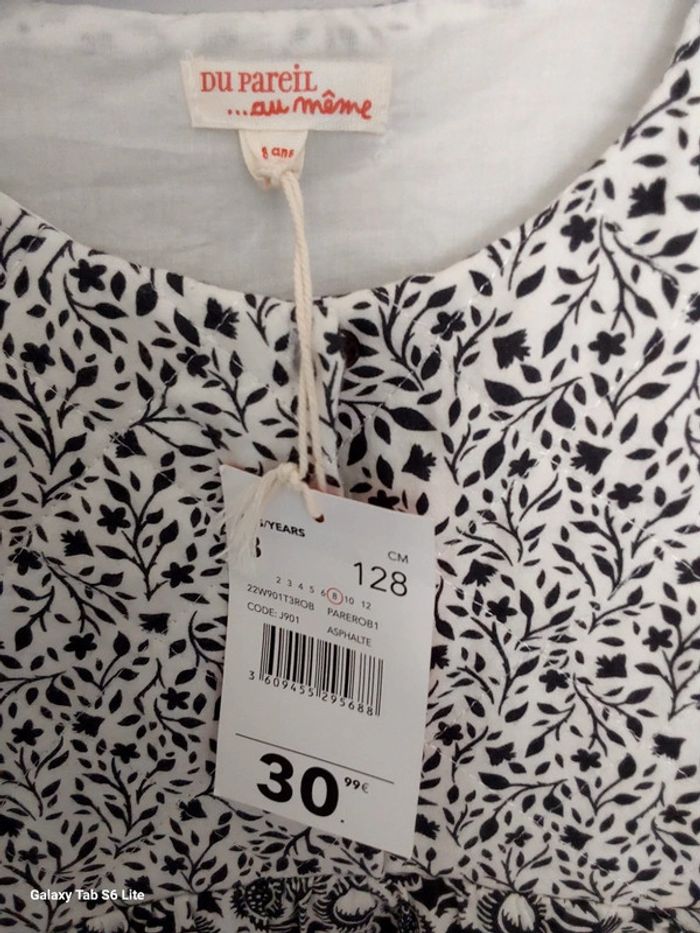 DU PAREIL
...au même
8 ans
/YEARS
CM
128
2 3 4 5 6 8 10 12
22W901T3ROB PAREROB1
CODE: J901 ASPHALTE
3 609455 295688
30 99€
Galaxy Tab S6 Lite